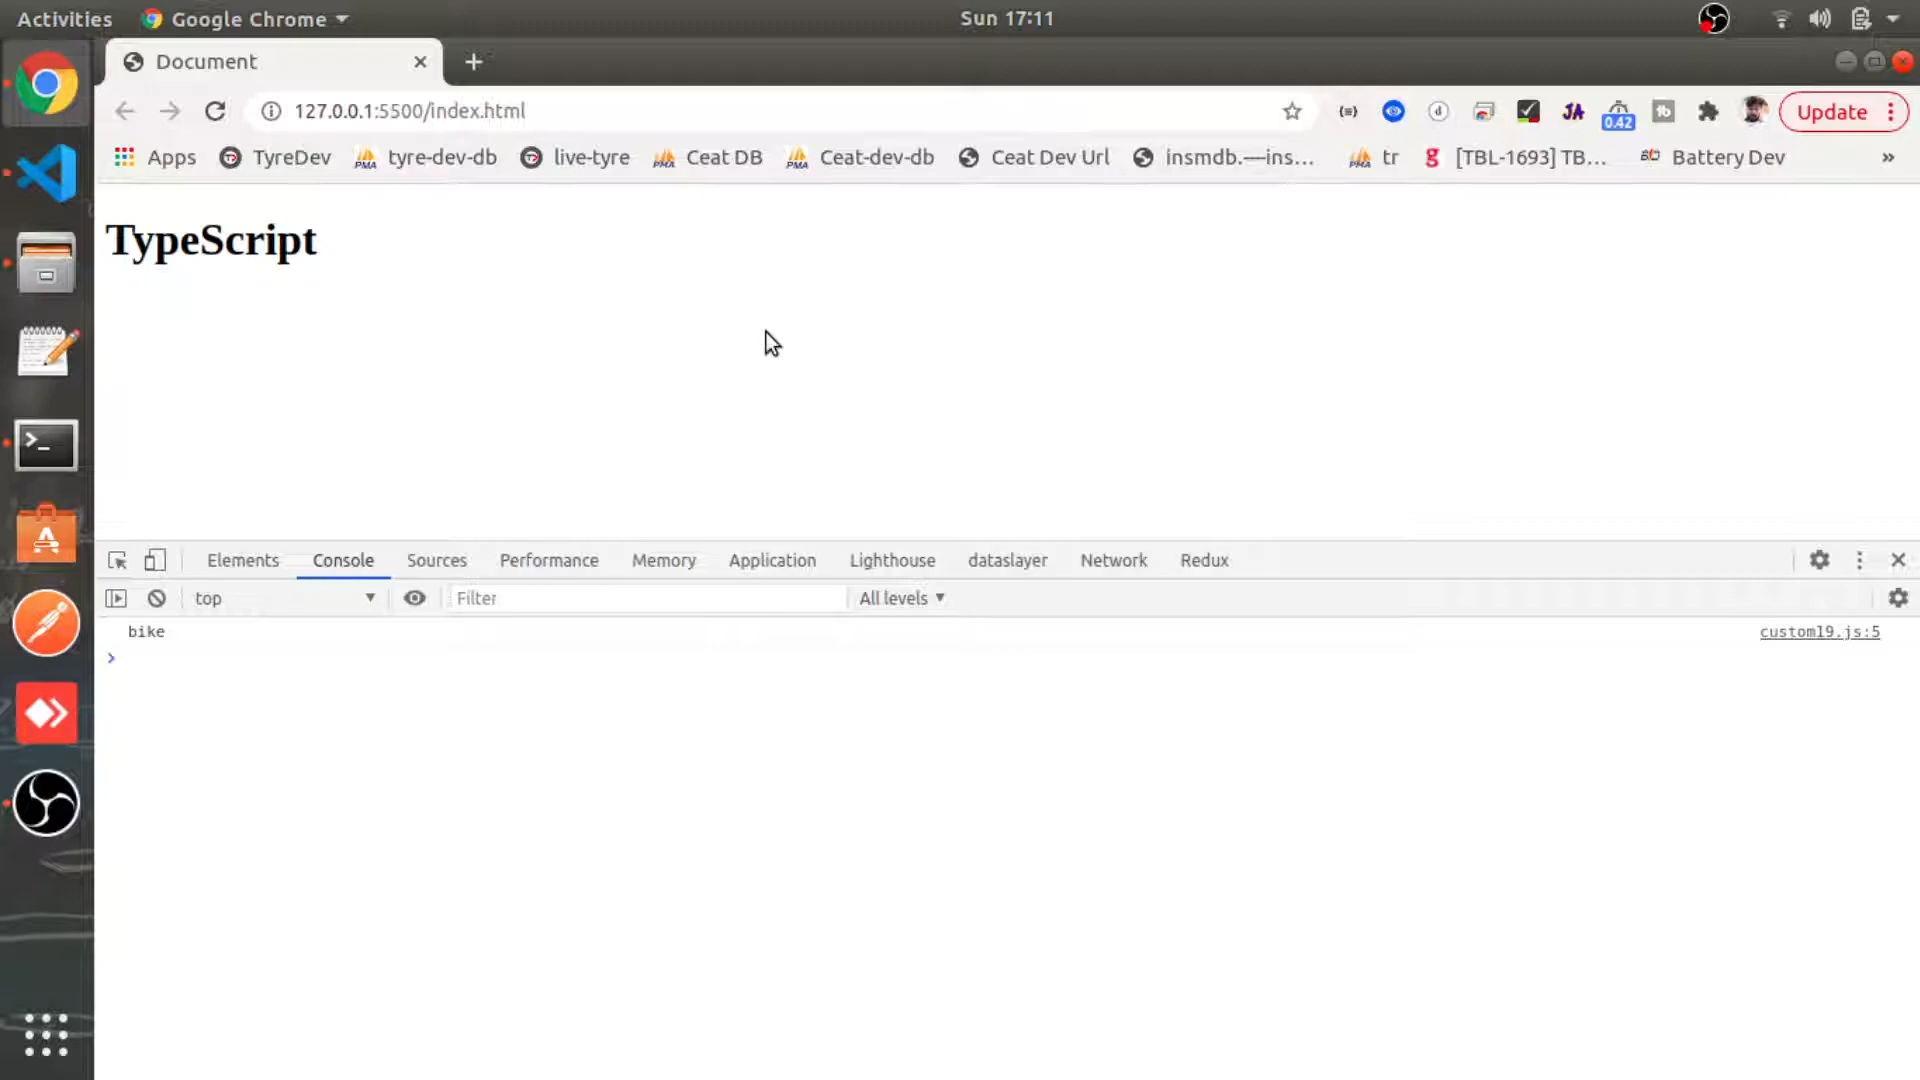 Activities Google Chrome Sun 17:11
Document
127.0.0.1:5500/index.html 0.42 Update
Apps TyreDev tyre-dev-db live-tyre Ceat DB Ceat-dev-db Ceat Dev Url insmdb.—ins... tr [TBL-1693] TB... Battery Dev »
TypeScript
Elements Console Sources Performance Memory Application Lighthouse dataslayer Network Redux
top Filter All levels
bike custom19.js:5